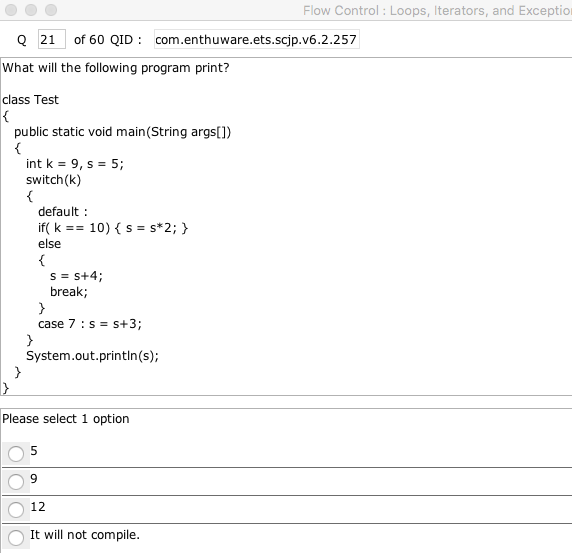 Flow Control : Loops, Iterators, and Exceptio
Q 21 of 60 QID : com.enthuware.ets.scjp.v6.2.257
What will the following program print?
class Test
{
public static void main(String args[])
{
int k = 9, s = 5;
switch(k)
{
default :
if( k == 10) { s = s*2; }
else
{
s = s+4;
break;
}
case 7 : s = s+3;
}
System.out.println(s);
}
}
Please select 1 option
5
9
12
It will not compile.